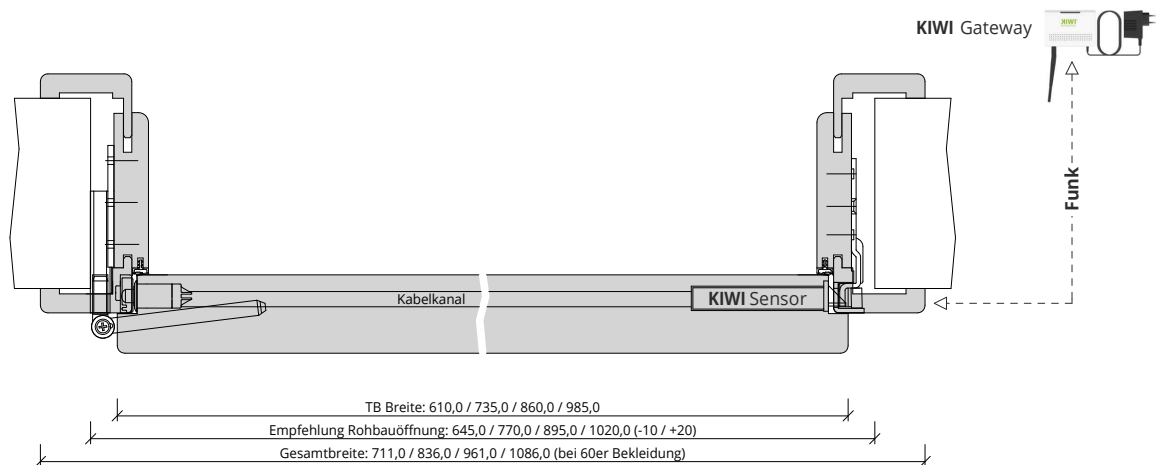 KIWI Gateway
KIWI
Funk
Kabelkanal
KIWI Sensor
TB Breite: 610,0 / 735,0 / 860,0 / 985,0
Empfehlung Rohbauöffnung: 645,0 / 770,0 / 895,0 / 1020,0 (-10 / +20)
Gesamtbreite: 711,0 / 836,0 / 961,0 / 1086,0 (bei 60er Bekleidung)